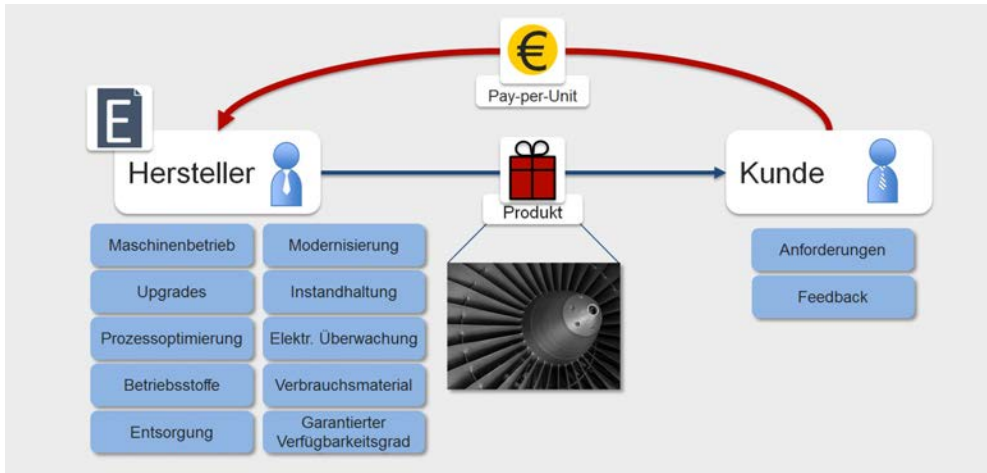 €
Pay-per-Unit
E
Hersteller
Kunde
Produkt
Maschinenbetrieb
Modernisierung
Upgrades
Instandhaltung
Prozessoptimierung
Elektr. Überwachung
Betriebsstoffe
Verbrauchsmaterial
Entsorgung
Garantierter
Verfügbarkeitsgrad
Anforderungen
Feedback